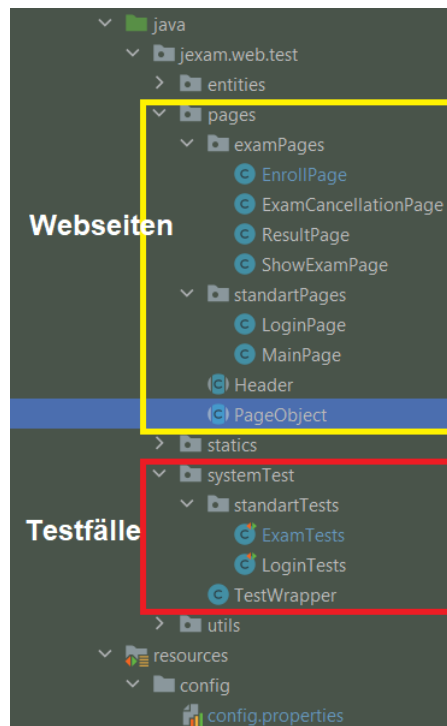 java
jexam.web.test
entities
pages
examPages
EnrollPage
Webseiten
ExamCancellationPage
ResultPage
ShowExamPage
standartPages
LoginPage
MainPage
Header
PageObject
statics
systemTest
standartTests
Testfälle
ExamTests
LoginTests
TestWrapper
utils
resources
config
config.properties